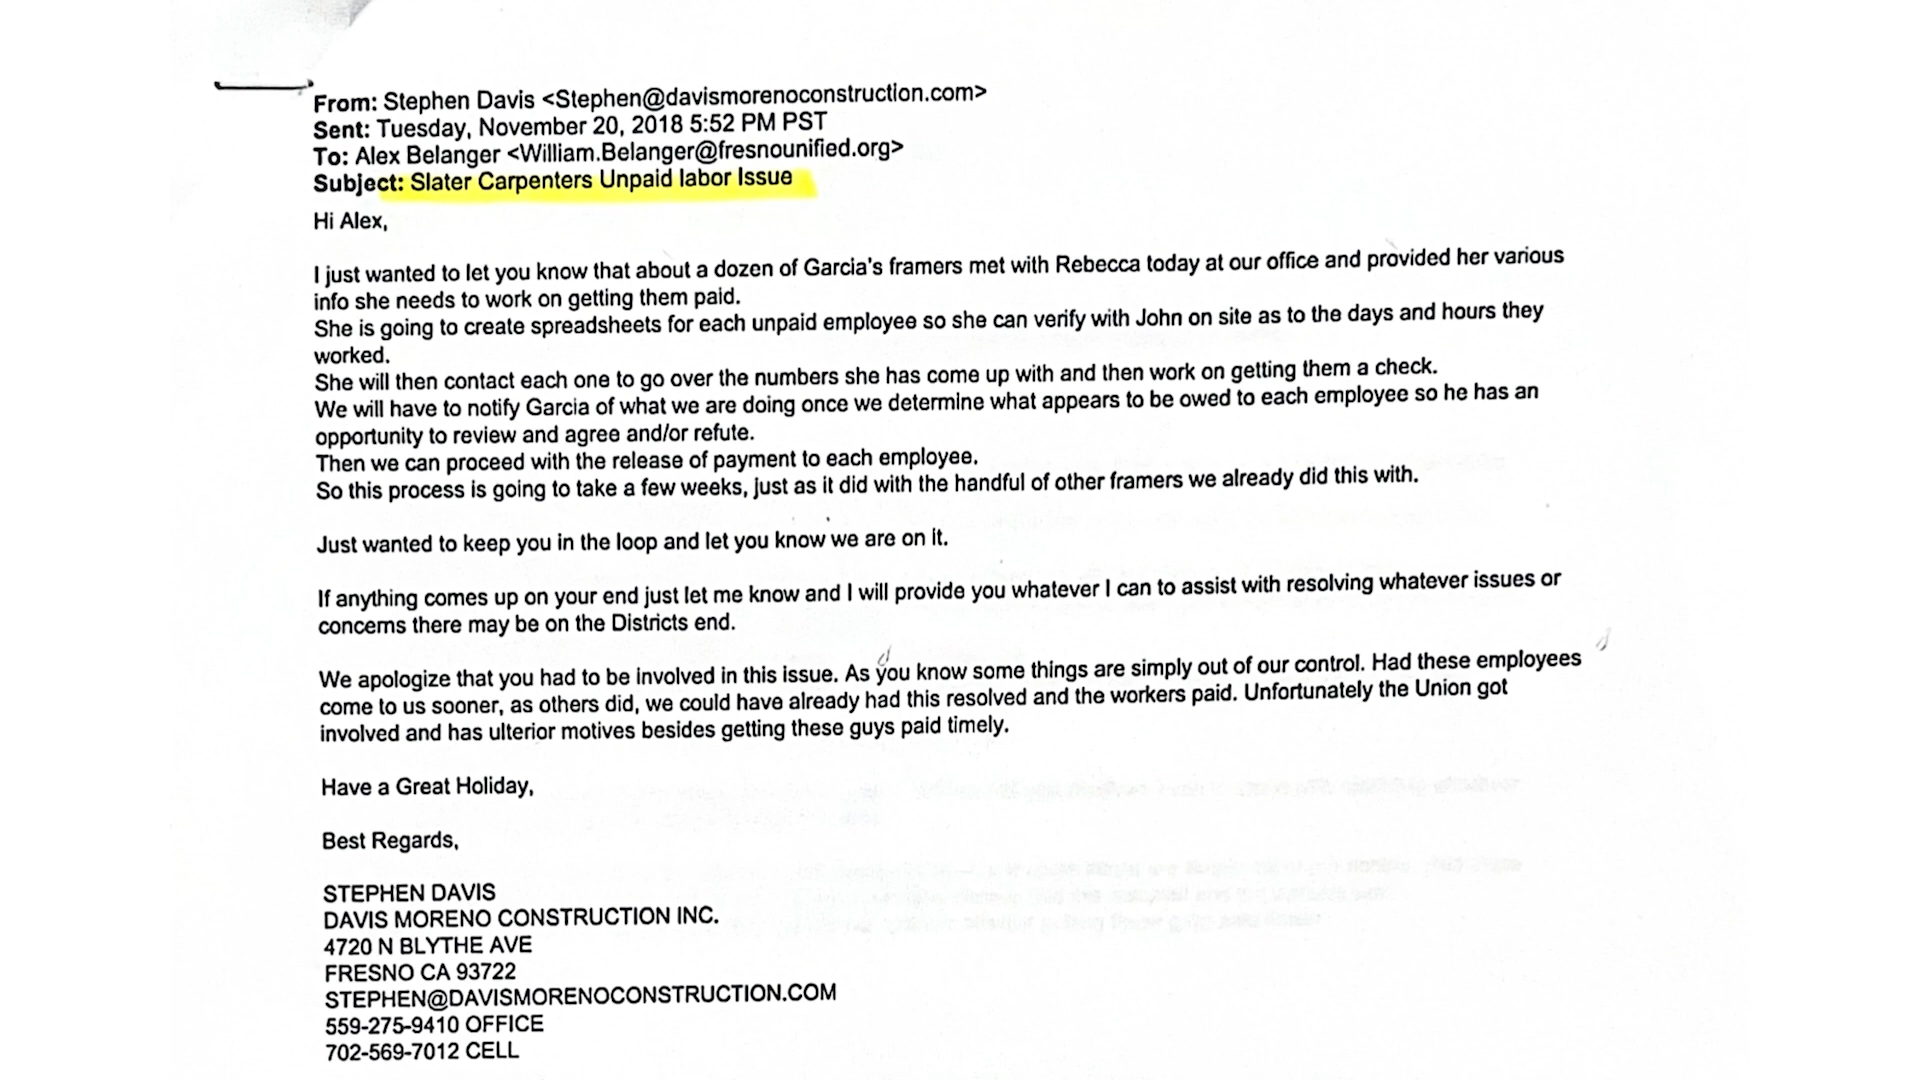 From: Stephen Davis <Stephen@davismorenoconstruction.com>
Sent: Tuesday, November 20, 2018 5:52 PM PST
To: Alex Belanger <William.Belanger@fresnounified.org>
Subject: Slater Carpenters Unpaid labor Issue
Hi Alex,
I just wanted to let you know that about a dozen of Garcia's framers met with Rebecca today at our office and provided her various
info she needs to work on getting them paid.
She is going to create spreadsheets for each unpaid employee so she can verify with John on site as to the days and hours they
worked.
She will then contact each one to go over the numbers she has come up with and then work on getting them a check.
We will have to notify Garcia of what we are doing once we determine what appears to be owed to each employee so he has an
opportunity to review and agree and/or refute.
Then we can proceed with the release of payment to each employee.
So this process is going to take a few weeks, just as it did with the handful of other framers we already did this with.
Just wanted to keep you in the loop and let you know we are on it.
If anything comes up on your end just let me know and I will provide you whatever I can to assist with resolving whatever issues or
concerns there may be on the Districts end.
We apologize that you had to be involved in this issue. As you know some things are simply out of our control. Had these employees
come to us sooner, as others did, we could have already had this resolved and the workers paid. Unfortunately the Union got
involved and has ulterior motives besides getting these guys paid timely.
Have a Great Holiday,
Best Regards,
STEPHEN DAVIS
DAVIS MORENO CONSTRUCTION INC.
4720 N BLYTHE AVE
FRESNO CA 93722
STEPHEN@DAVISMORENOCONSTRUCTION.COM
559-275-9410 OFFICE
702-569-7012 CELL